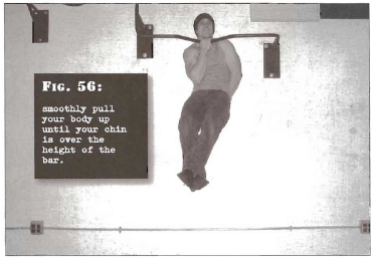 FIG. 56:
smoothly pull
your body up
until your chin
is over the
height of the
bar.